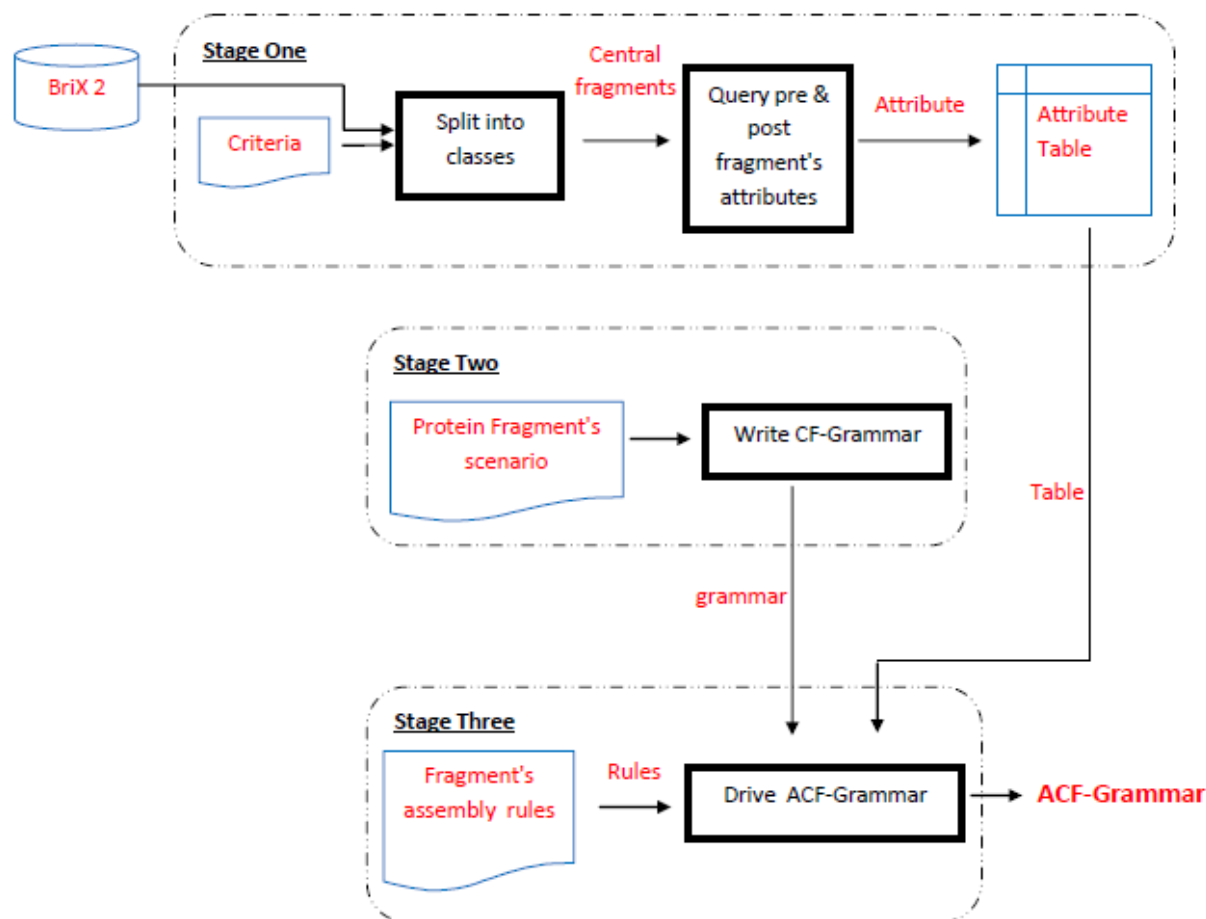 Stage One
BriX 2
Criteria
Split into
classes
Central
fragments
Query pre &
post
fragment's
attributes
Attribute
Attribute
Table
Stage Two
Protein Fragment's
scenario
Write CF-Grammar
Table
grammar
Stage Three
Fragment's
assembly rules
Rules
Drive ACF-Grammar
ACF-Grammar